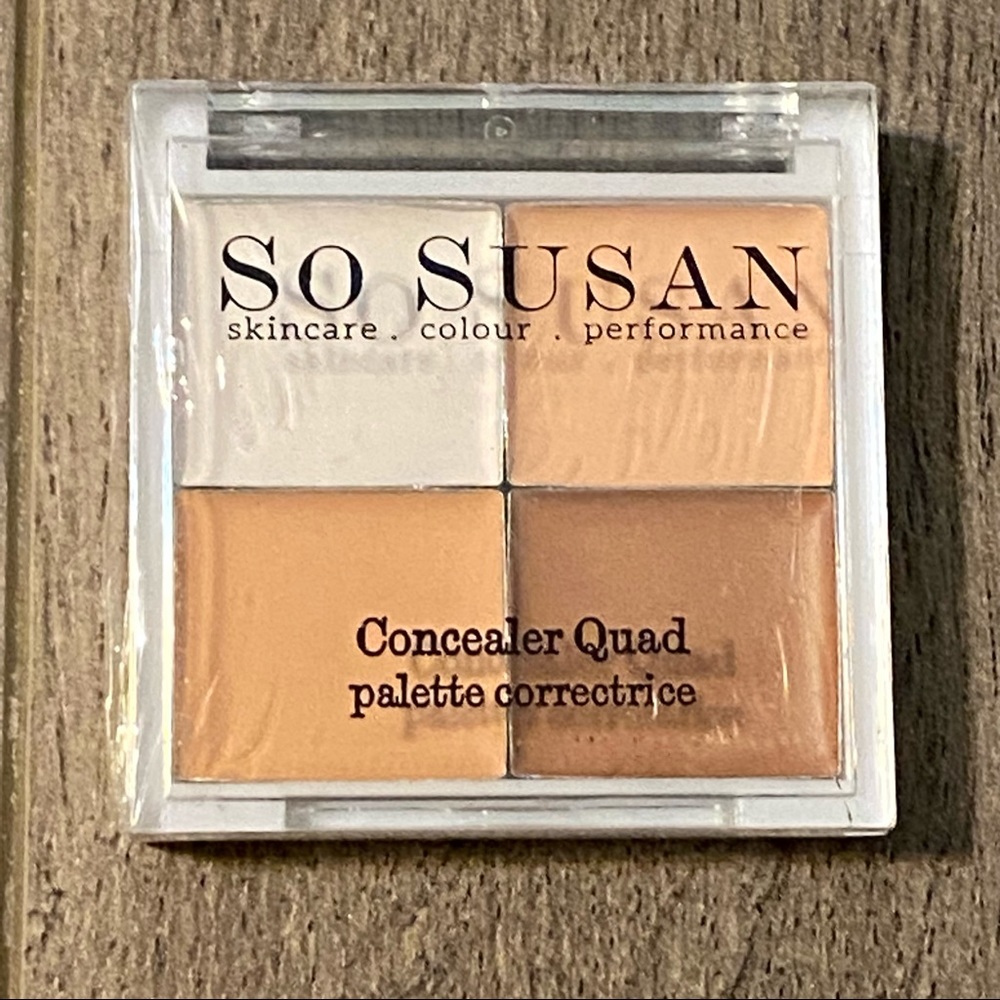 So Susan
skincare . colour . performance
Concealer Quad
palette correctrice